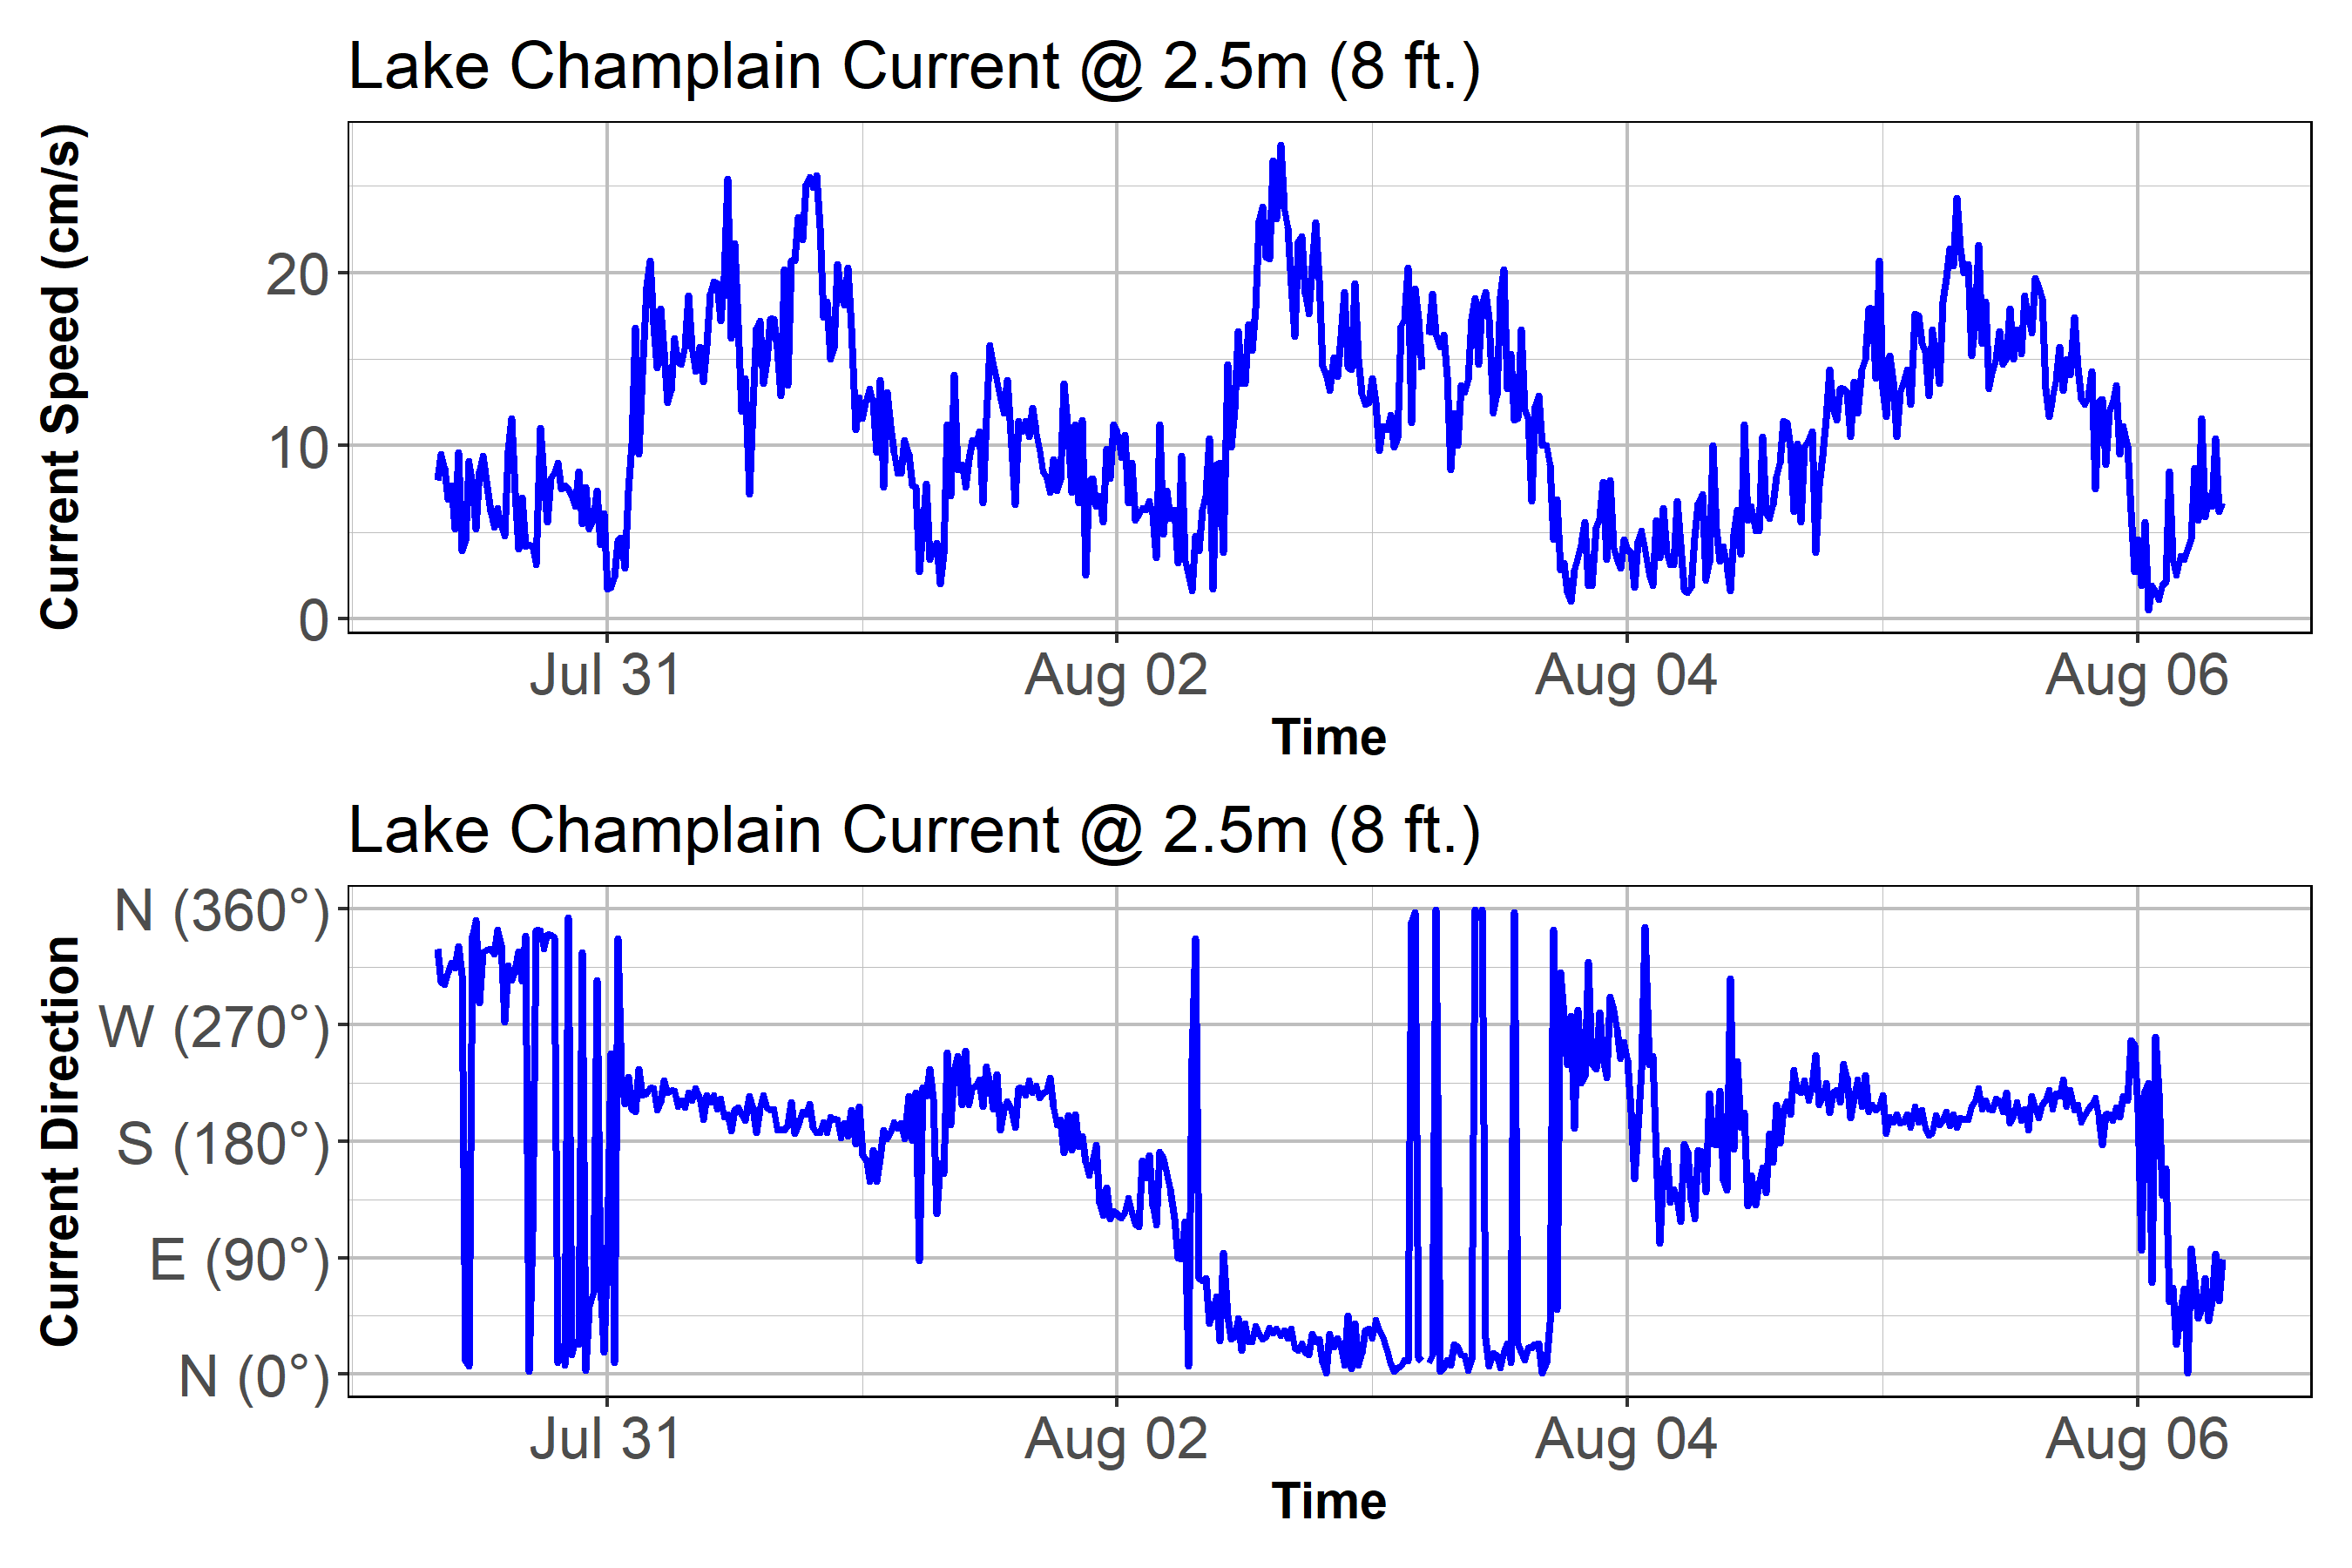 Lake Champlain Current @ 2.5m (8 ft.)
Current Speed (cm/s)
20
10
0
Jul 31 Aug 02 Aug 04 Aug 06
Time
Lake Champlain Current @ 2.5m (8 ft.)
Current Direction
N (360°)
W (270°)
S (180°)
E (90°)
N (0°)
Jul 31 Aug 02 Aug 04 Aug 06
Time